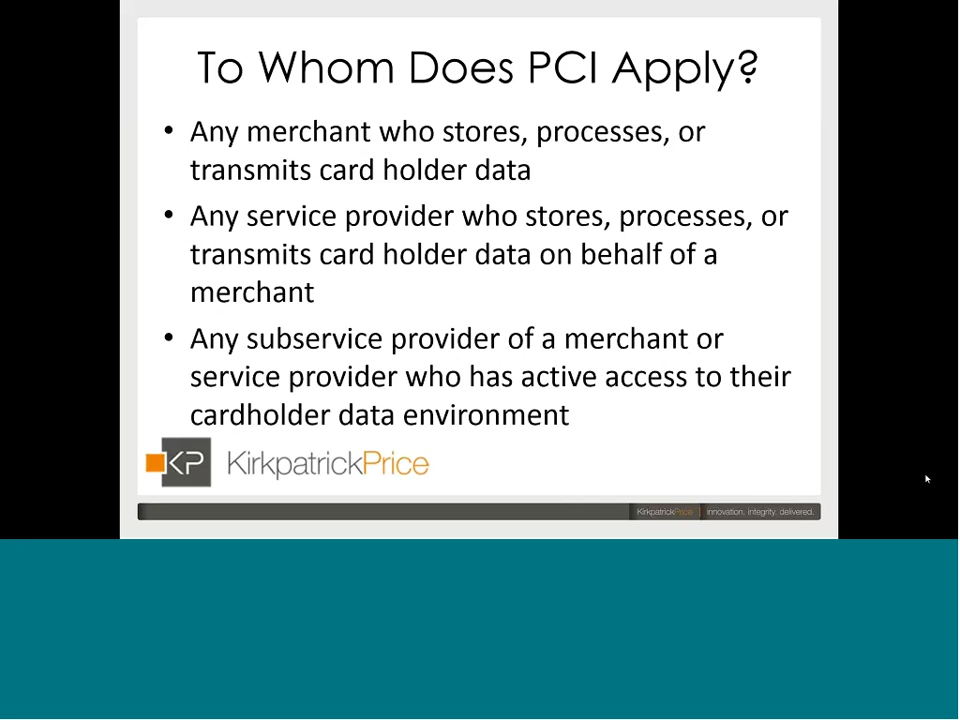 To Whom Does PCI Apply?
• Any merchant who stores, processes, or
transmits card holder data
• Any service provider who stores, processes, or
transmits card holder data on behalf of a
merchant
• Any subservice provider of a merchant or
service provider who has active access to their
cardholder data environment
KP KirkpatrickPrice
KirkpatrickPrice | innovation. integrity. delivered.